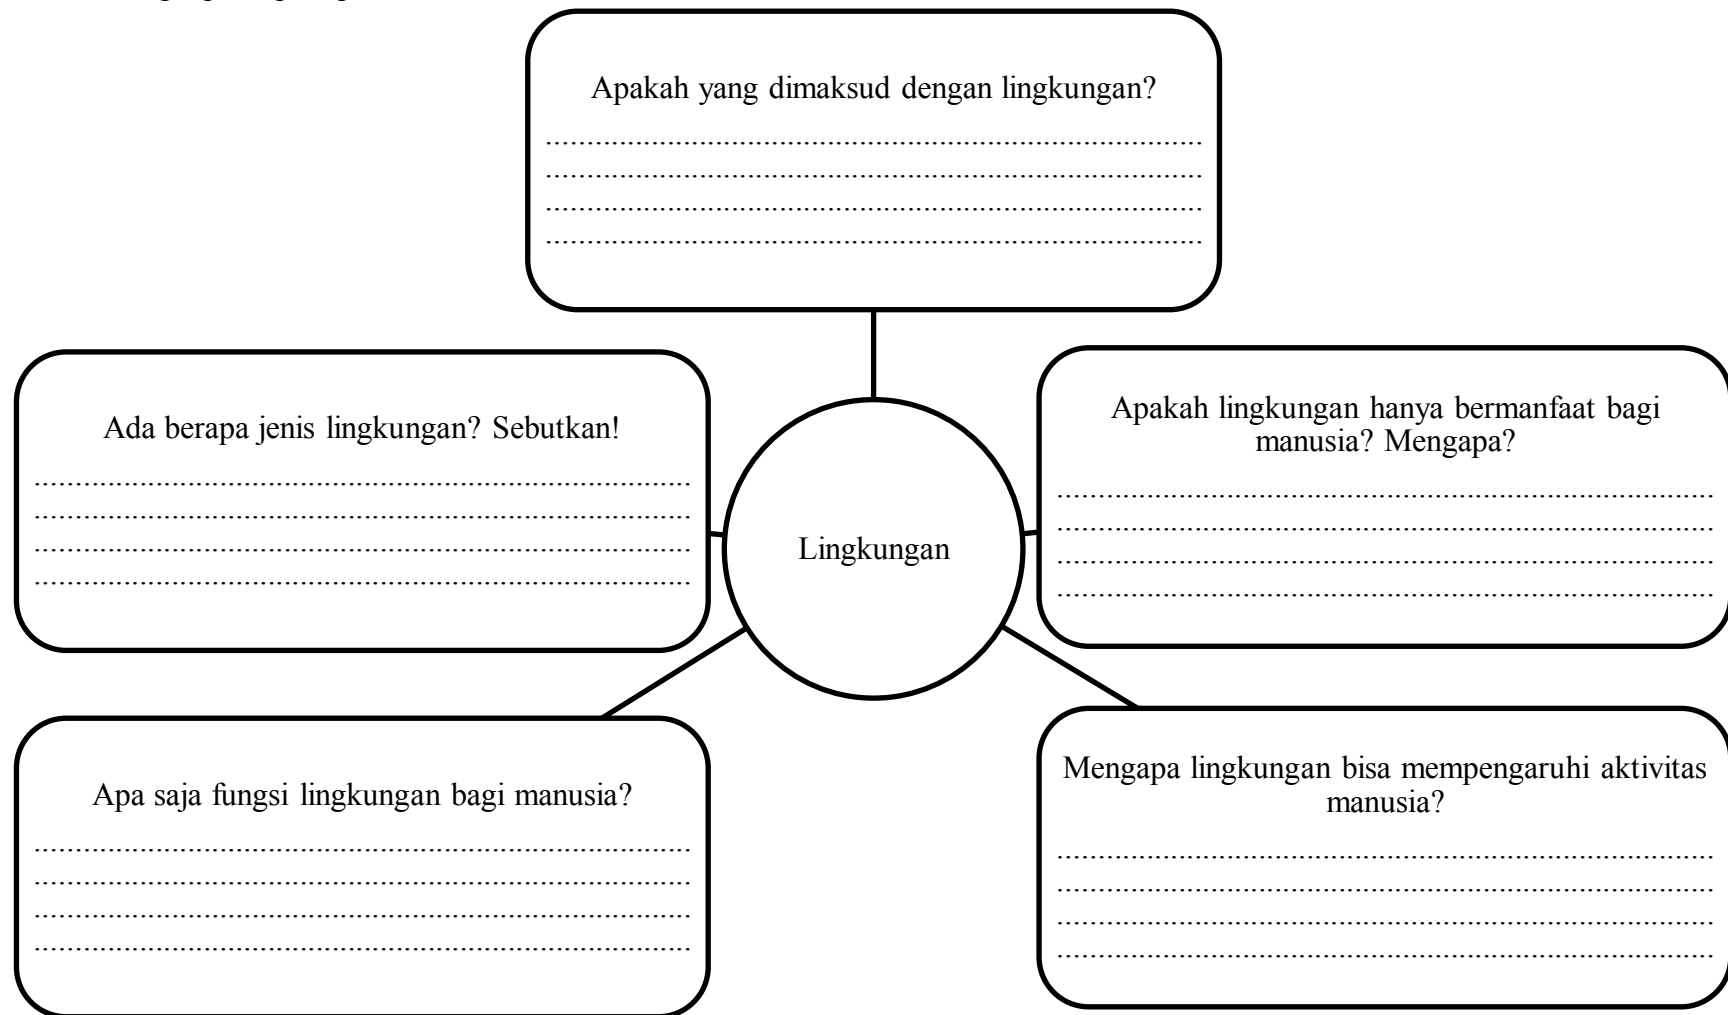 Apakah yang dimaksud dengan lingkungan?
................................................................................
................................................................................
................................................................................
................................................................................
Ada berapa jenis lingkungan? Sebutkan!
................................................................................
................................................................................
................................................................................
................................................................................
Apakah lingkungan hanya bermanfaat bagi
manusia? Mengapa?
................................................................................
................................................................................
................................................................................
................................................................................
Lingkungan
Apa saja fungsi lingkungan bagi manusia?
................................................................................
................................................................................
................................................................................
................................................................................
Mengapa lingkungan bisa mempengaruhi aktivitas
manusia?
................................................................................
................................................................................
................................................................................
................................................................................